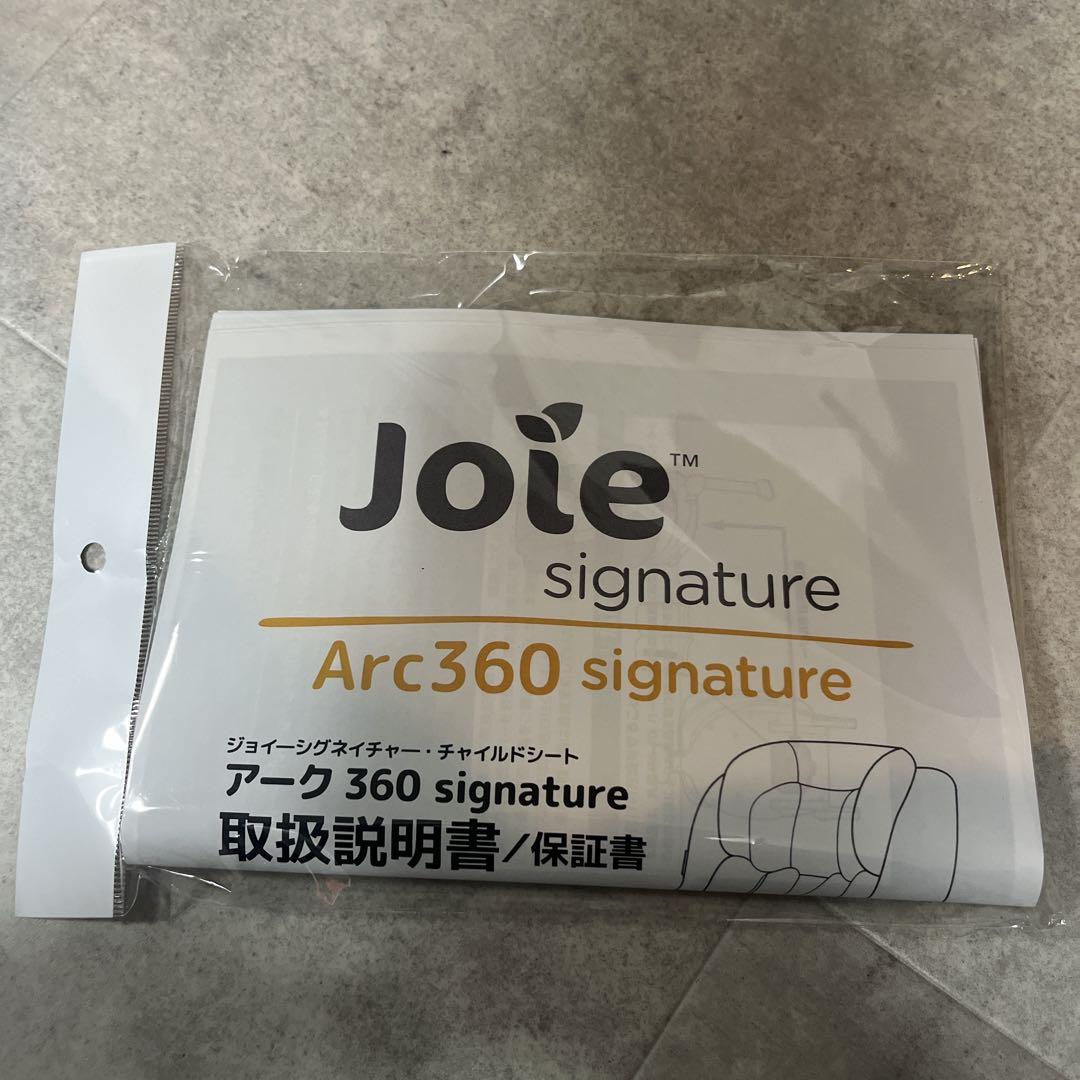 Joie™
signature
Arc360 signature
ジョイーシグネイチャー・チャイルドシート
アーク 360 signature
取扱説明書/保証書